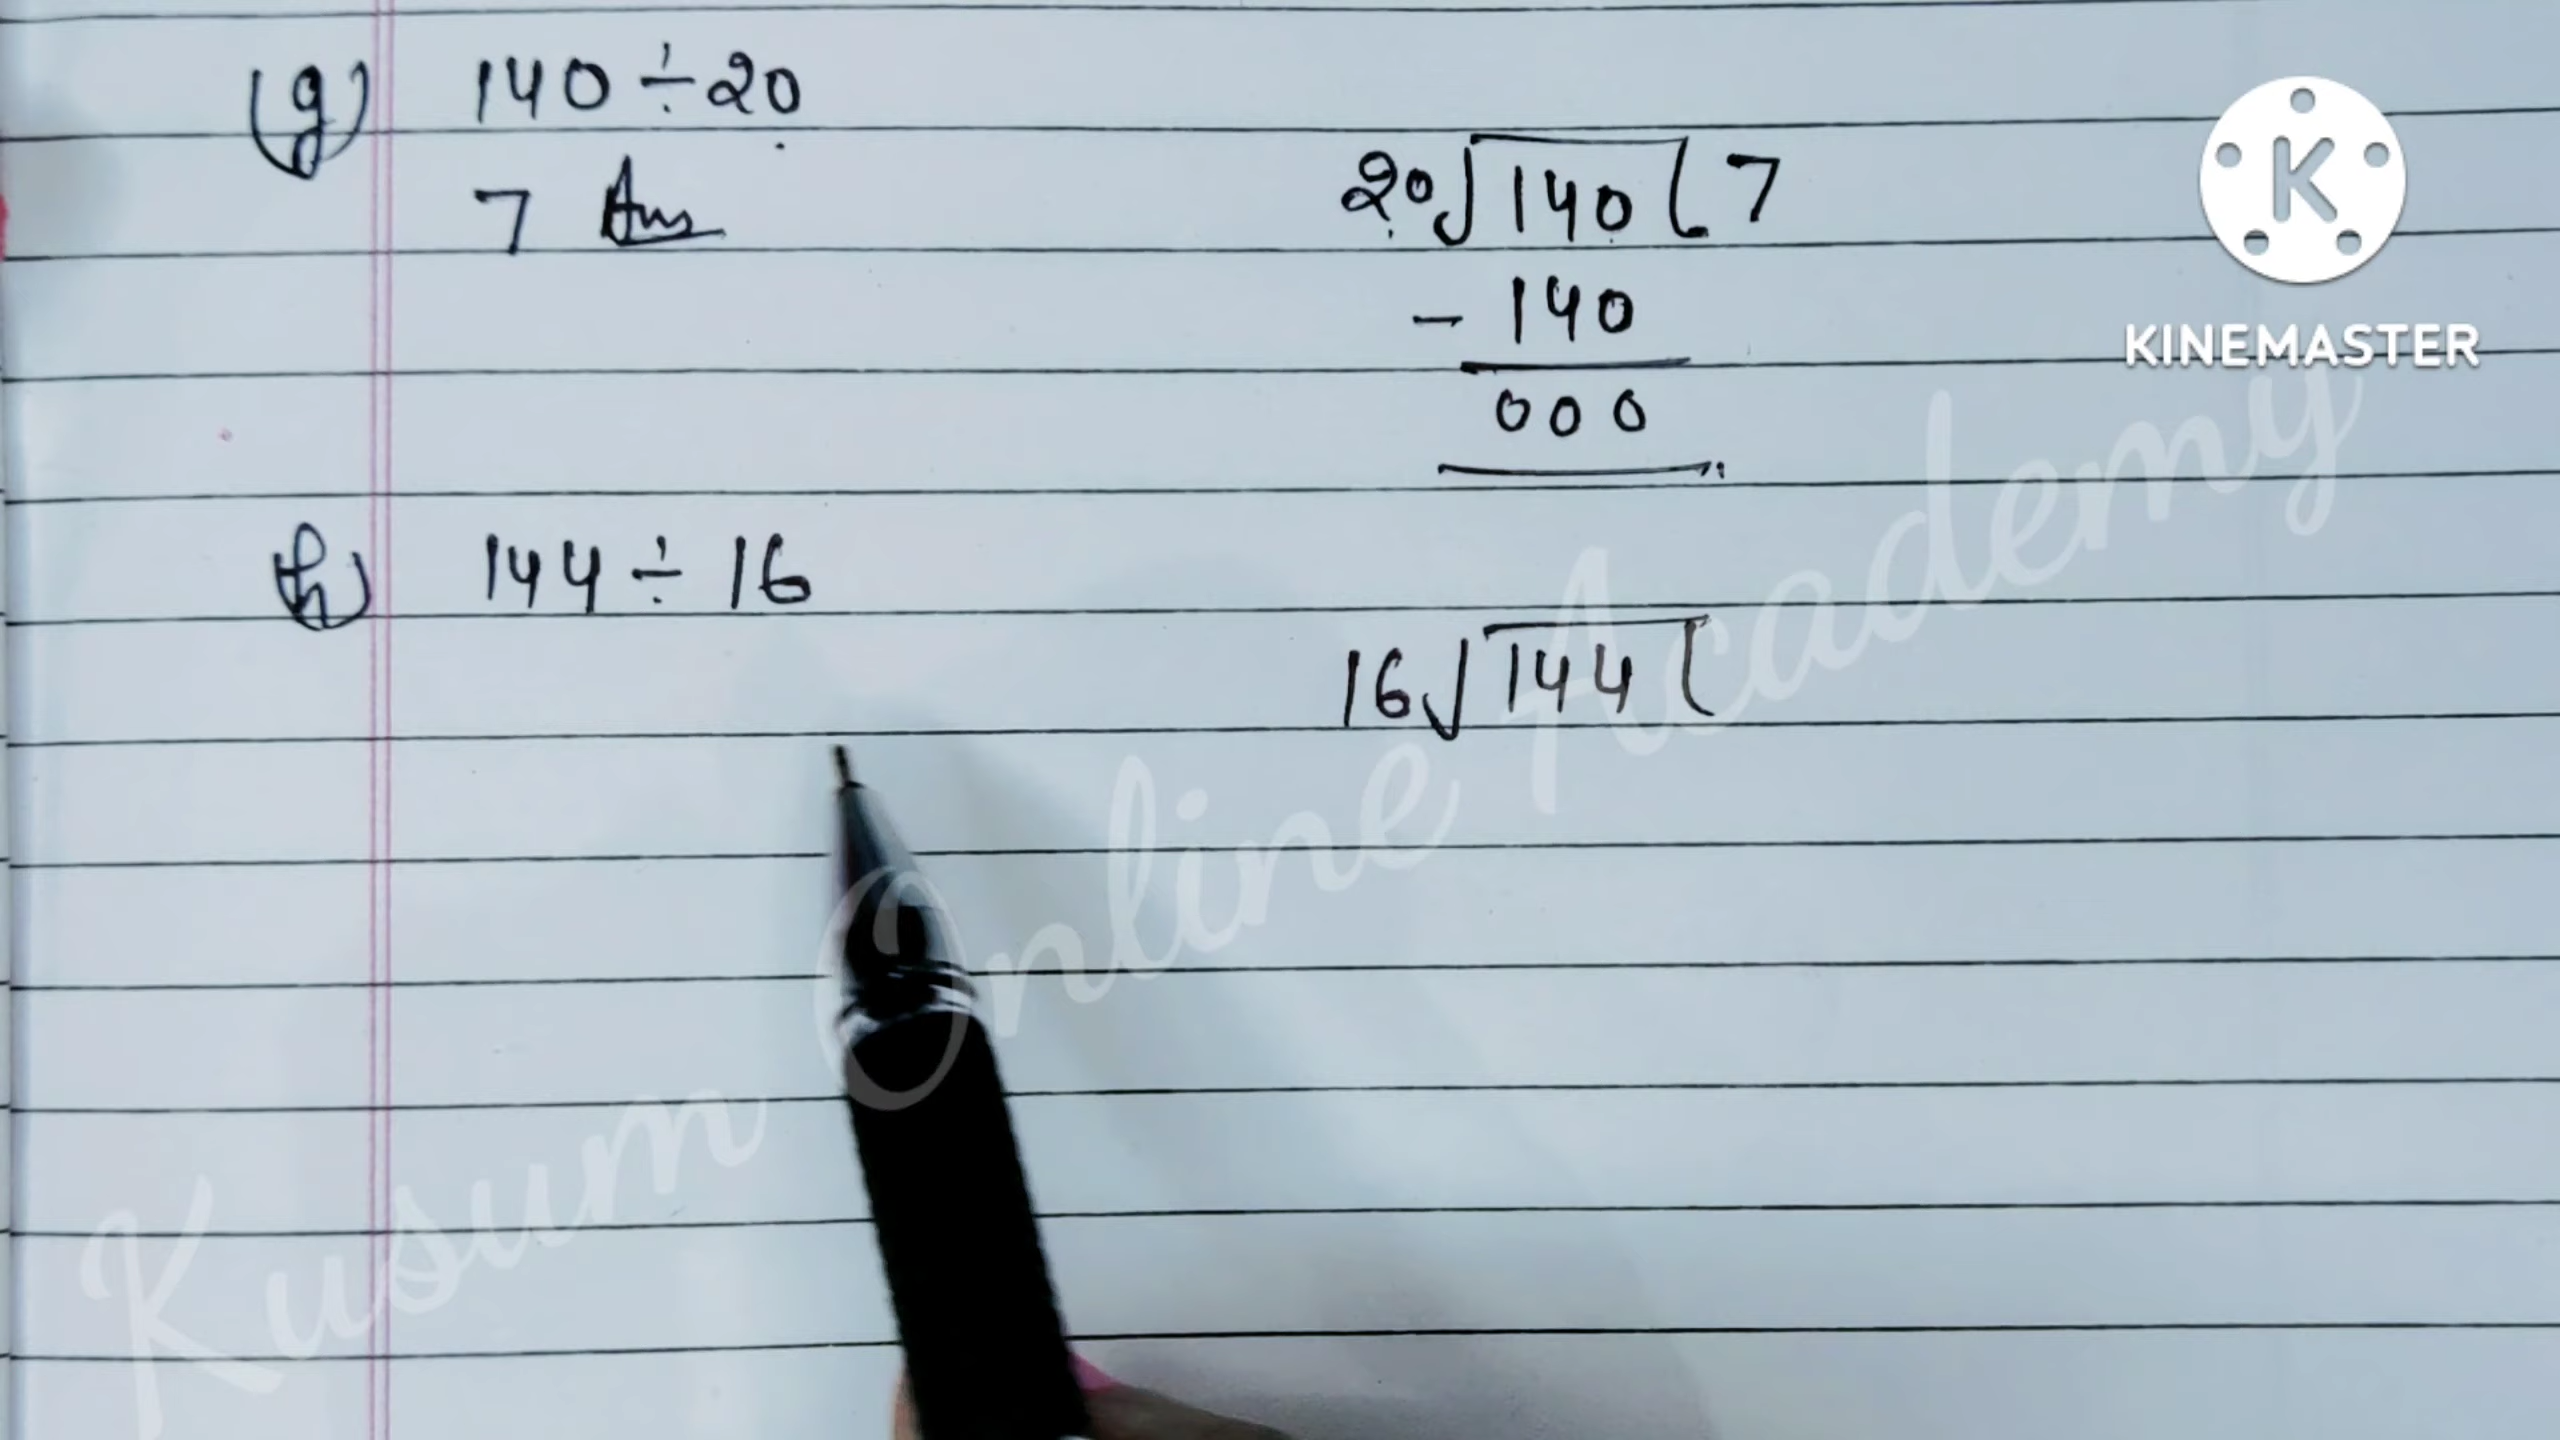 (g) 140 ÷ 20
7 Ans
20√140( 7
- 140
000
K
KINEMASTER
(h) 144 ÷ 16
16√144(
Kusum Online Academy